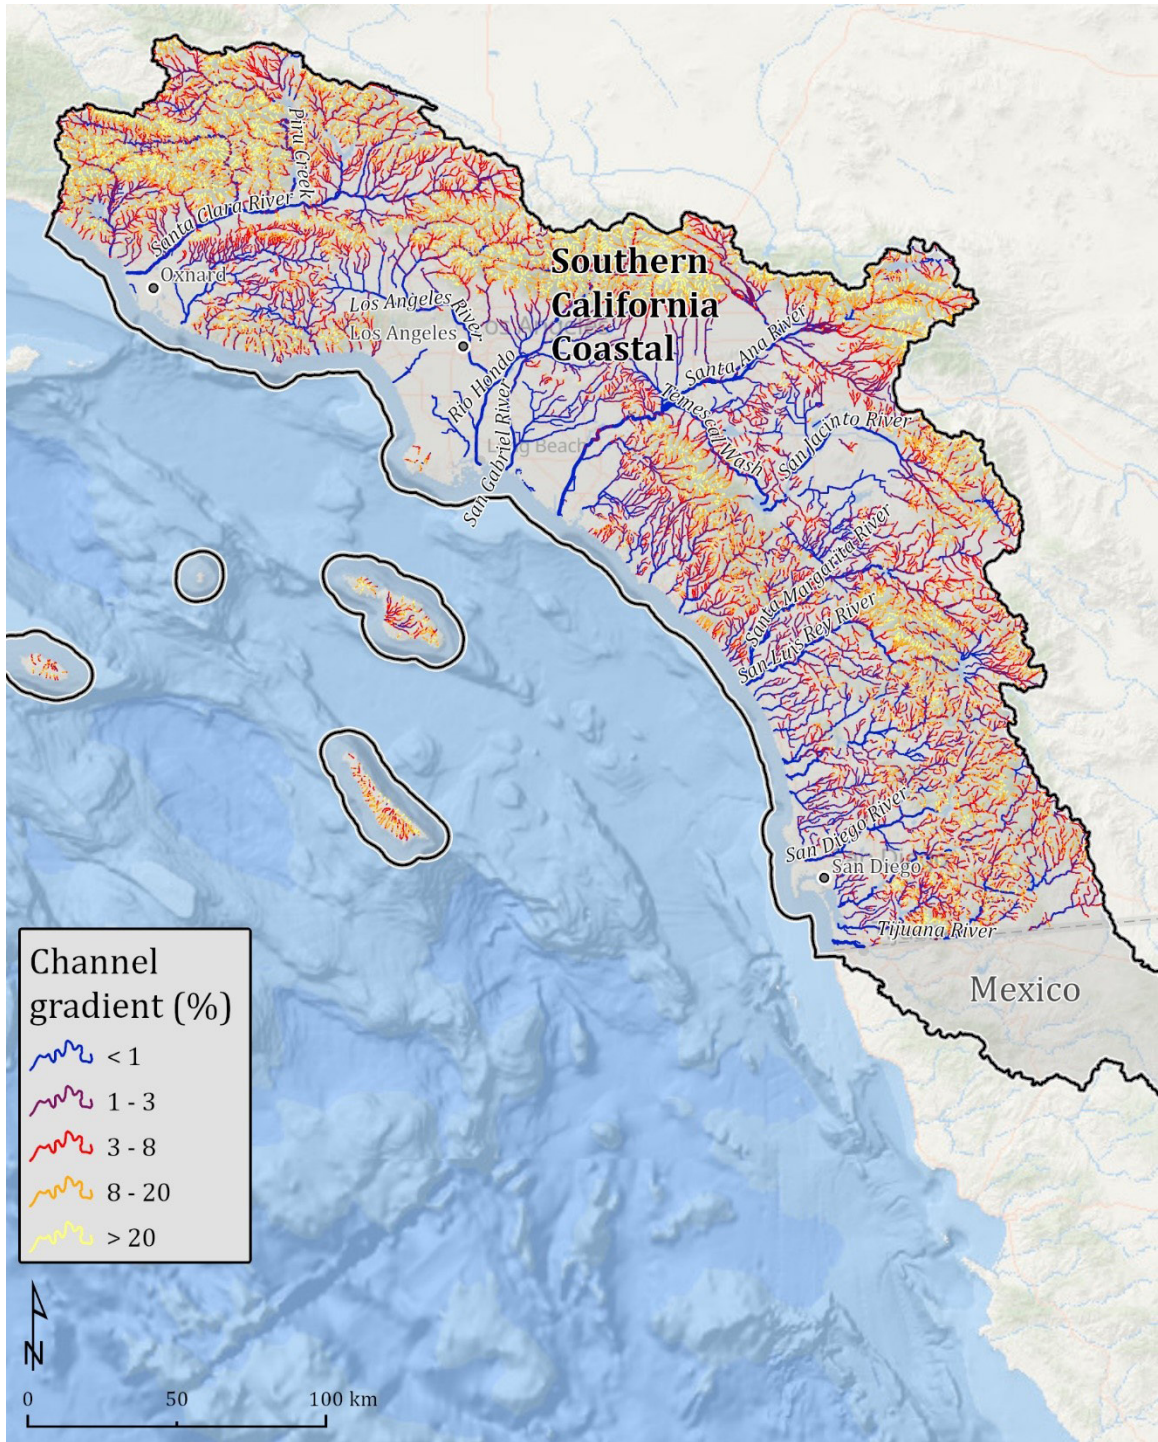 Piru Creek
Santa Clara River
Oxnard
Southern
California
Coastal
Los Angeles River
Los Angeles
Santa Ana River
Rio Hondo
Temescal Wash
San Jacinto River
Long Beach
San Gabriel River
Santa Margarita River
San Luis Rey River
San Diego River
San Diego
Tijuana River
Mexico
Channel
gradient (%)
< 1
1 - 3
3 - 8
8 - 20
> 20
N
0 50 100 km